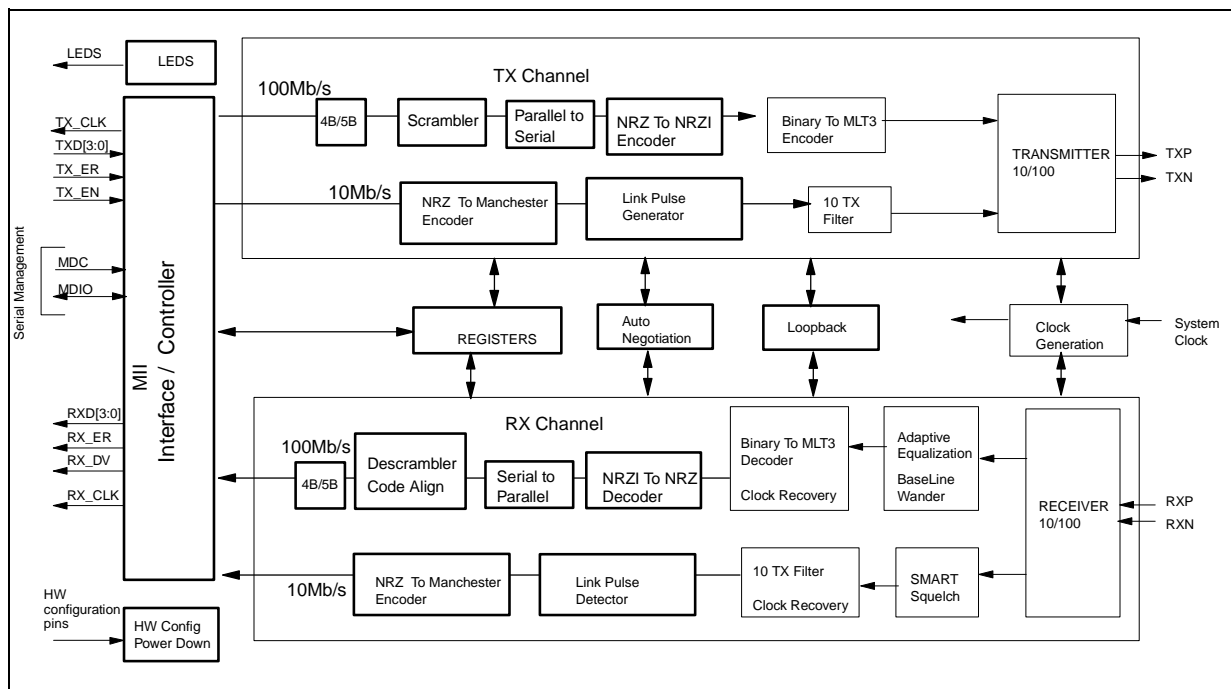 LEDS
LEDS
TX Channel
100Mb/s
4B/5B
Scrambler
Parallel to
Serial
NRZ To NRZI
Encoder
Binary To MLT3
Encoder
TRANSMITTER
10/100
TXP
TXN
TX_CLK
TXD[3:0]
TX_ER
TX_EN
10Mb/s
NRZ To Manchester
Encoder
Link Pulse
Generator
10 TX
Filter
Serial Management
MDC
MDIO
MII
Interface / Controller
REGISTERS
Auto
Negotiation
Loopback
Clock
Generation
System
Clock
RX Channel
RXD[3:0]
RX_ER
RX_DV
RX_CLK
100Mb/s
4B/5B
Descrambler
Code Align
Serial to
Parallel
NRZI To NRZ
Decoder
Binary To MLT3
Decoder
Clock Recovery
Adaptive
Equalization
BaseLine
Wander
RECEIVER
10/100
RXP
RXN
10Mb/s
NRZ To Manchester
Encoder
Link Pulse
Detector
10 TX Filter
Clock Recovery
SMART
Squelch
HW
configuration
pins
HW Config
Power Down